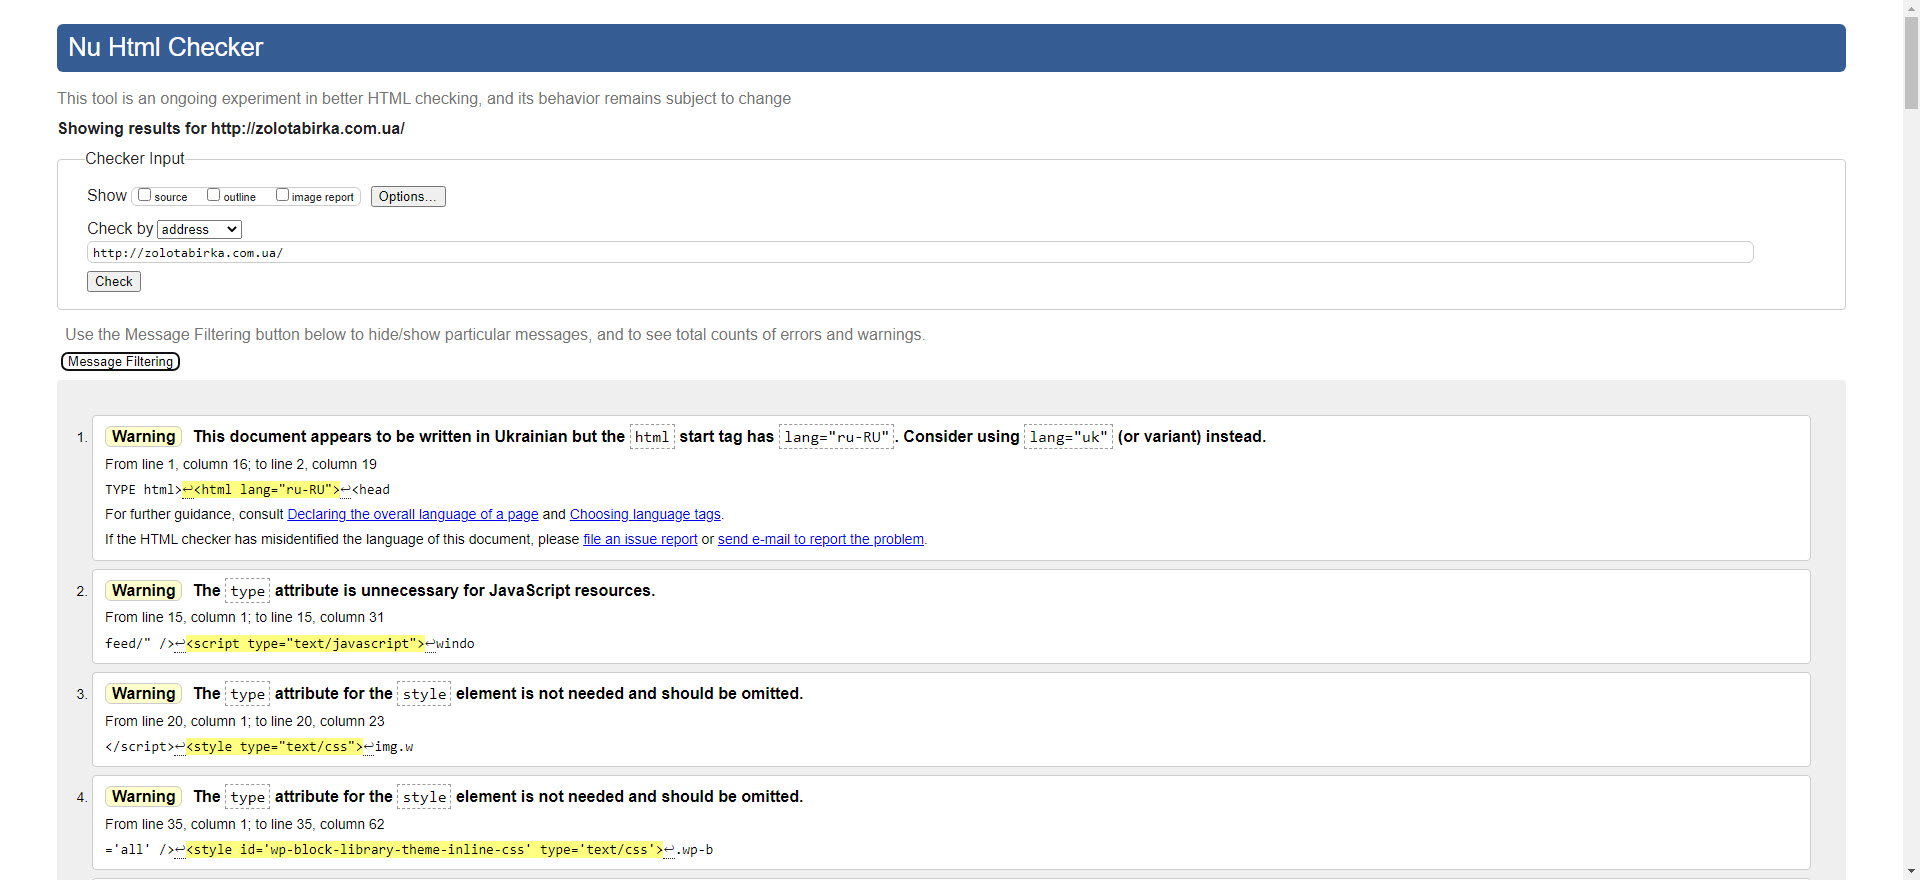 Nu Html Checker
This tool is an ongoing experiment in better HTML checking, and its behavior remains subject to change
Showing results for http://zolotabirka.com.ua/
Checker Input
Show source outline image report Options...
Check by address
http://zolotabirka.com.ua/
Check
Use the Message Filtering button below to hide/show particular messages, and to see total counts of errors and warnings.
Message Filtering
1. Warning This document appears to be written in Ukrainian but the html start tag has lang="ru-RU". Consider using lang="uk" (or variant) instead.
From line 1, column 16; to line 2, column 19
TYPE html>↩<html lang="ru-RU">↩<head
For further guidance, consult Declaring the overall language of a page and Choosing language tags.
If the HTML checker has misidentified the language of this document, please file an issue report or send e-mail to report the problem.
2. Warning The type attribute is unnecessary for JavaScript resources.
From line 15, column 1; to line 15, column 31
feed/" />↩<script type="text/javascript">↩windo
3. Warning The type attribute for the style element is not needed and should be omitted.
From line 20, column 1; to line 20, column 23
</script>↩<style type="text/css">↩img.w
4. Warning The type attribute for the style element is not needed and should be omitted.
From line 35, column 1; to line 35, column 62
='all' />↩<style id='wp-block-library-theme-inline-css' type='text/css'>↩.wp-b